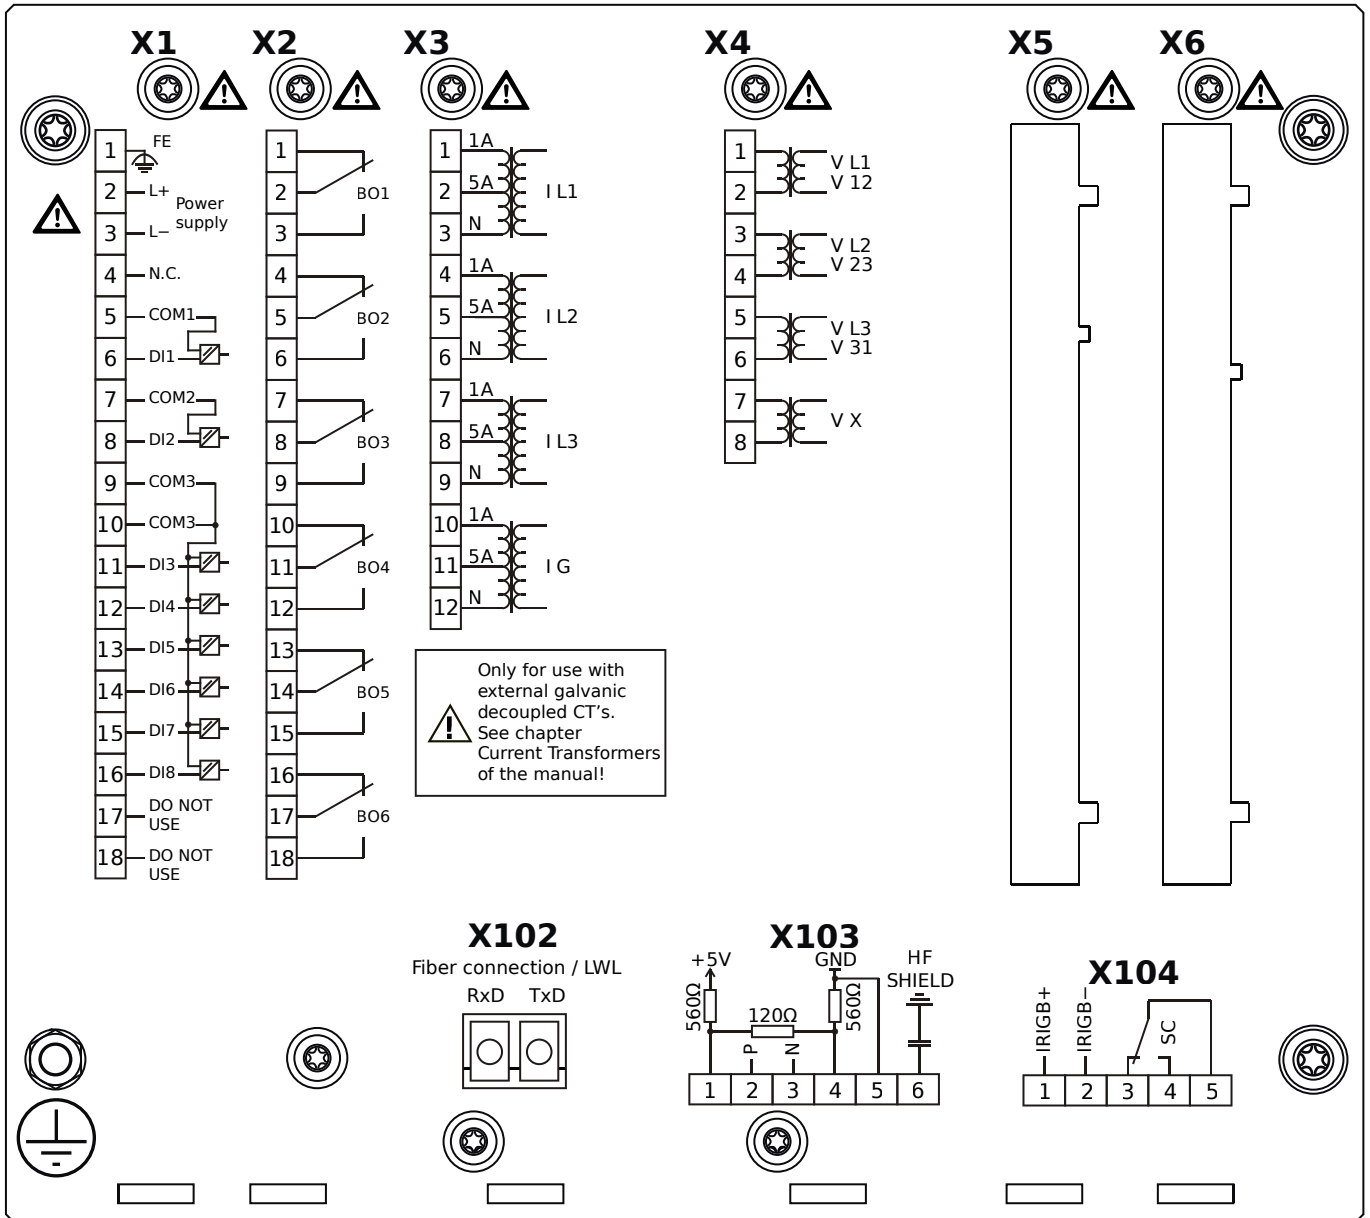 X1 X2 X3 X4 X5 X6
1 FE
2 L+
Power
supply
3 L−
4 N.C.
5 COM1
6 DI1
7 COM2
8 DI2
9 COM3
10 COM3
11 DI3
12 DI4
13 DI5
14 DI6
15 DI7
16 DI8
17 DO NOT
USE
18 DO NOT
USE
1
2 BO1
3
4
5 BO2
6
7
8 BO3
9
10
11 BO4
12
13
14 BO5
15
16
17 BO6
18
1 1A
2 5A I L1
3 N
4 1A
5 5A I L2
6 N
7 1A
8 5A I L3
9 N
10 1A
11 5A I G
12 N
Only for use with
external galvanic
decoupled CT's.
See chapter
Current Transformers
of the manual!
1 V L1
2 V 12
3 V L2
4 V 23
5 V L3
6 V 31
7 V X
8
X102
Fiber connection / LWL
RxD TxD
X103
+5V GND HF
SHIELD
560Ω 120Ω 560Ω
P N
1 2 3 4 5 6
X104
IRIGB+ IRIGB− SC
1 2 3 4 5